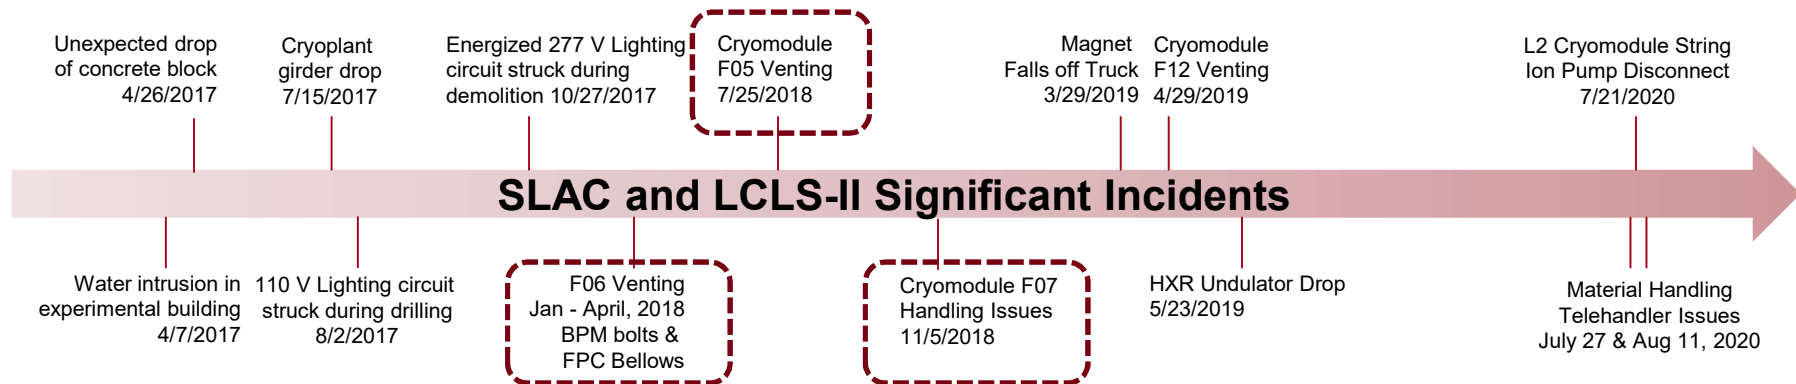 Unexpected drop
of concrete block
4/26/2017
Cryoplant
girder drop
7/15/2017
Energized 277 V Lighting
circuit struck during
demolition 10/27/2017
Cryomodule
F05 Venting
7/25/2018
Magnet
Falls off Truck
3/29/2019
Cryomodule
F12 Venting
4/29/2019
L2 Cryomodule String
Ion Pump Disconnect
7/21/2020
SLAC and LCLS-II Significant Incidents
Water intrusion in
experimental building
4/7/2017
110 V Lighting circuit
struck during drilling
8/2/2017
F06 Venting
Jan - April, 2018
BPM bolts &
FPC Bellows
Cryomodule F07
Handling Issues
11/5/2018
HXR Undulator Drop
5/23/2019
Material Handling
Telehandler Issues
July 27 & Aug 11, 2020